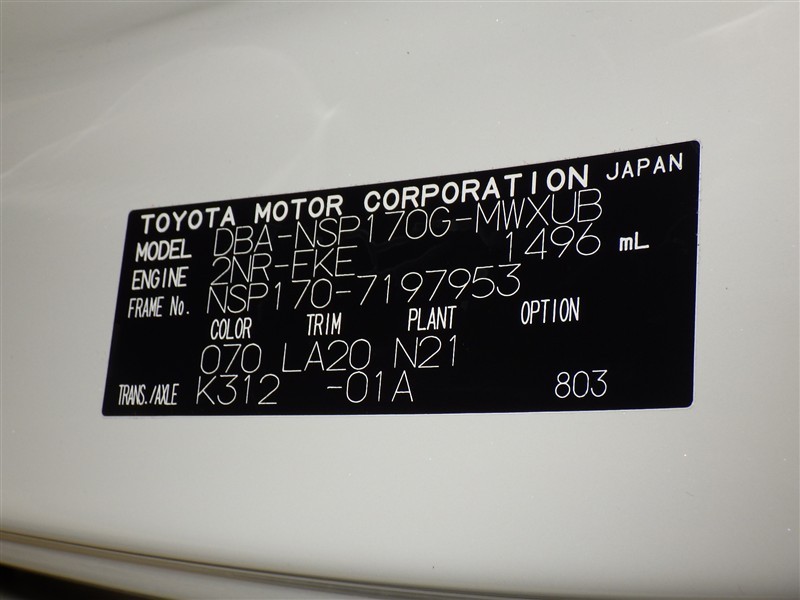 TOYOTA MOTOR CORPORATION JAPAN
MODEL DBA-NSP170G-MWXUB
ENGINE 2NR-FKE 1496 mL
FRAME No. NSP170-7197953
COLOR TRIM PLANT OPTION
070 LA20 N21
TRANS./AXLE K312 -01A 803